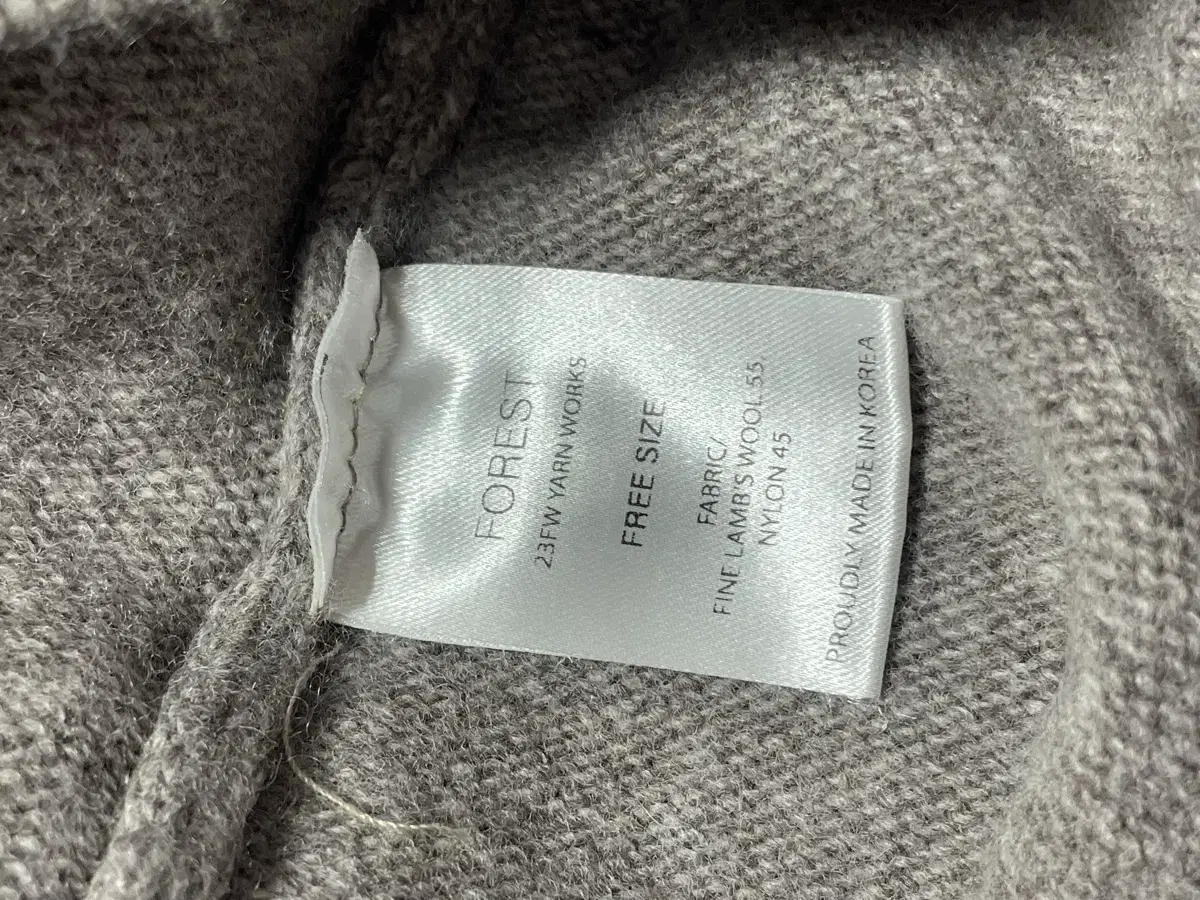 FOREST
23FW YARN WORKS
FREE SIZE
FABRIC/
FINE LAMB'S WOOL 55
NYLON 45
PROUDLY MADE IN KOREA